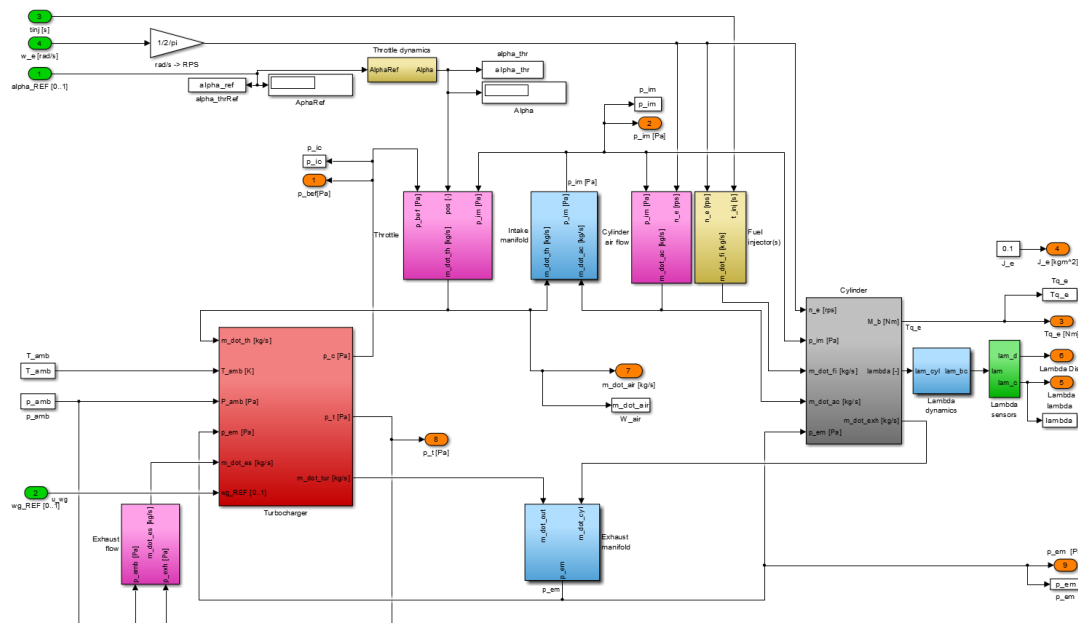 3
tinj [s]
4
w_e [rad/s]
1/2/pi
rad/s -> RPS
1
alpha_REF [0..1]
alpha_ref
alpha_thrRef
AphaRef
Throttle dynamics
AlphaRef
Alpha
alpha_thr
alpha_thr
Alpha
p_im
p_im
2
p_im [Pa]
p_ic
p_ic
1
p_bef[Pa]
p_bef [Pa]
pos [-]
p_im [Pa]
m_dot_th [kg/s]
Throttle
p_im [Pa]
p_im [Pa]
m_dot_th [kg/s]
m_dot_ac [kg/s]
Intake
manifold
p_im [Pa]
n_e [rps]
m_dot_ac [kg/s]
Cylinder
air flow
n_e [rps]
t_inj [s]
m_dot_fi [kg/s]
Fuel
injector(s)
0.1
J_e
4
J_e [kgm^2]
Tq_e
Tq_e
3
Tq_e [Nm]
Cylinder
n_e [rps]
M_b [Nm]
Tq_e
p_im [Pa]
m_dot_fi [kg/s]
lambda [-]
m_dot_ac [kg/s]
m_dot_exh [kg/s]
p_em [Pa]
lam_cyl
lam_bc
Lambda
dynamics
lam_d
lam
lam_c
Lambda
sensors
6
Lambda Dis
5
Lambda
lambda
lambda
T_amb
T_amb
p_amb
p_amb
m_dot_th [kg/s]
p_c [Pa]
T_amb [K]
P_amb [Pa]
p_t [Pa]
p_em [Pa]
m_dot_es [kg/s]
m_dot_tur [kg/s]
wg_REF [0..1]
Turbocharger
7
m_dot_air [kg/s]
m_dot_air
W_air
8
p_t [Pa]
2
wg_REF [0..1]
u_wg
Exhaust
flow
m_dot_es [kg/s]
p_amb [Pa]
p_exh [Pa]
m_dot_out
m_dot_cyl
p_em
p_em
Exhaust
manifold
p_em [P
9
p_em
p_em